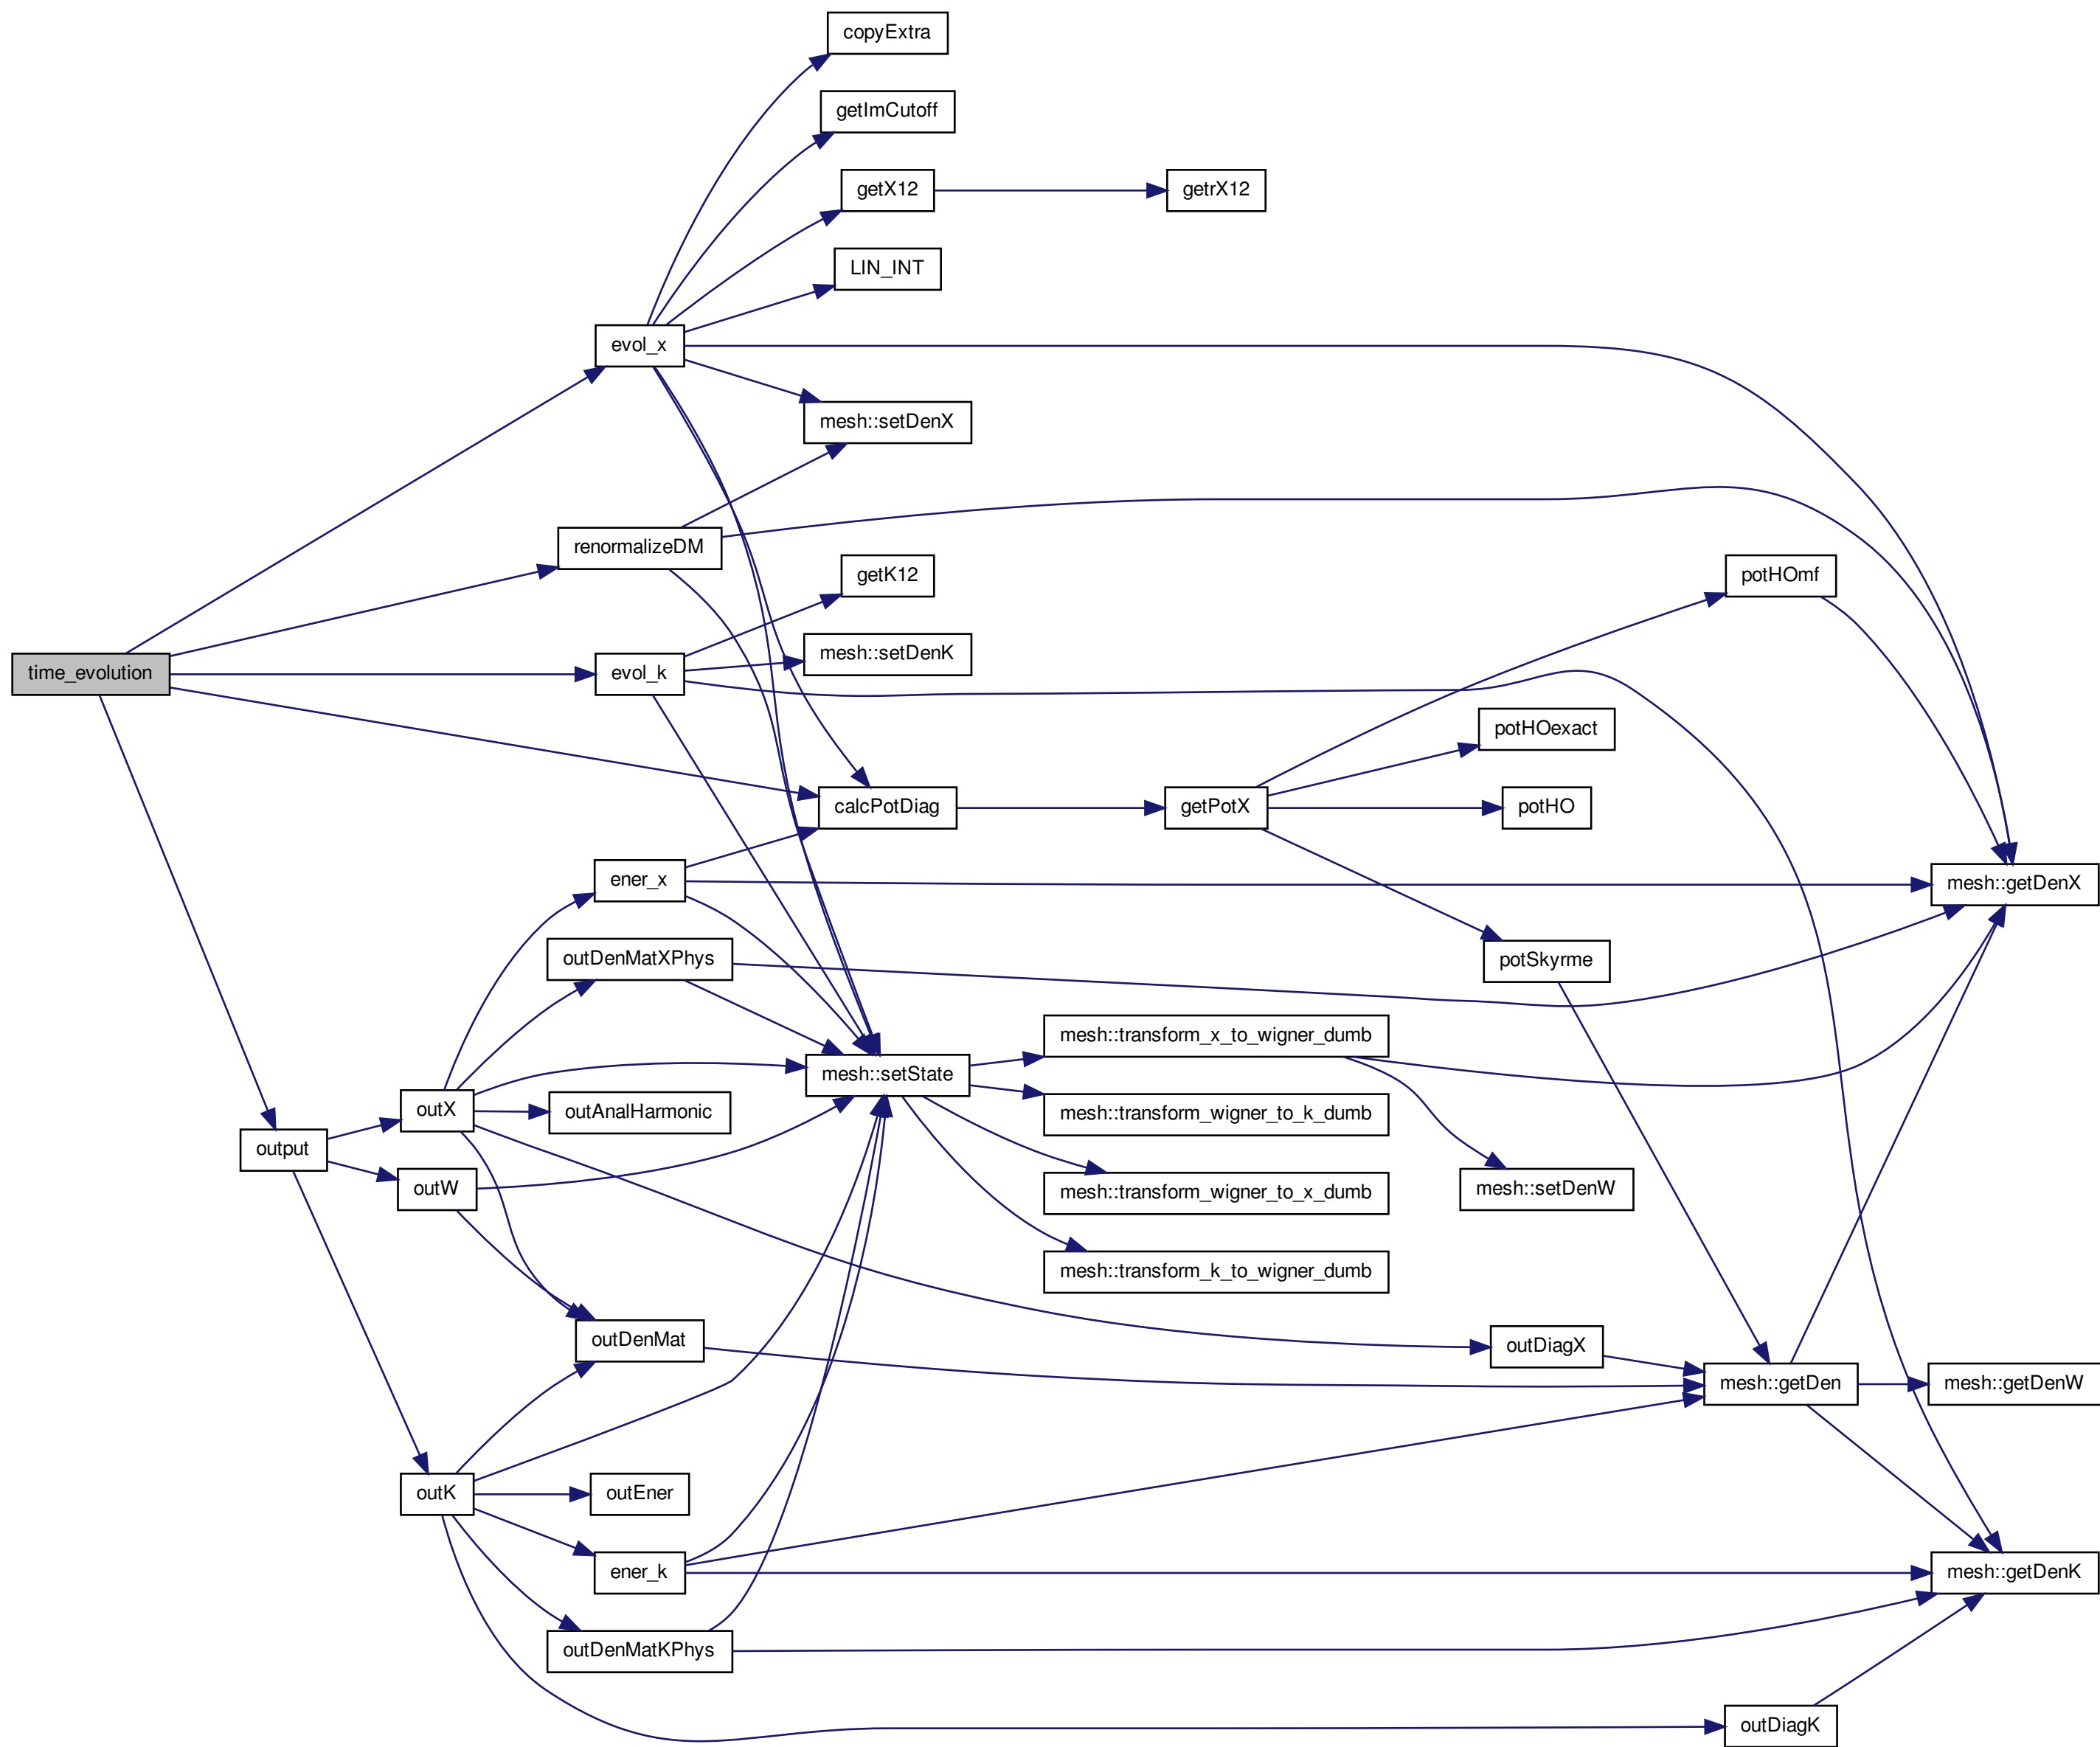 copyExtra
getImCutoff
getX12
getrX12
LIN_INT
evol_x
mesh::setDenX
renormalizeDM
getK12
potHOmf
mesh::setDenK
time_evolution
evol_k
potHOexact
calcPotDiag
getPotX
potHO
ener_x
mesh::getDenX
outDenMatXPhys
potSkyrme
mesh::transform_x_to_wigner_dumb
mesh::setState
outX
outAnalHarmonic
mesh::transform_wigner_to_k_dumb
output
outW
mesh::transform_wigner_to_x_dumb
mesh::setDenW
mesh::transform_k_to_wigner_dumb
outDenMat
outDiagX
mesh::getDen
mesh::getDenW
outK
outEner
ener_k
mesh::getDenK
outDenMatKPhys
outDiagK